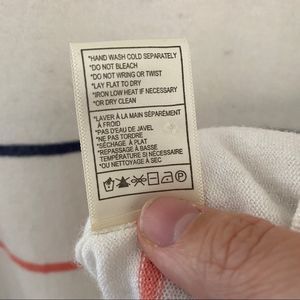 *HAND WASH COLD SEPARATELY
*DO NOT BLEACH
*DO NOT WRING OR TWIST
*LAY FLAT TO DRY
*IRON LOW HEAT IF NECESSARY
*OR DRY CLEAN
*LAVER À LA MAIN SÉPARÉMENT
À FROID
*PAS D'EAU DE JAVEL
*NE PAS TORDRE
*SÉCHAGE À PLAT
*REPASSAGE À BASSE
TEMPÉRATURE SI NÉCESSAIRE
*OU NETTOYAGE À SEC